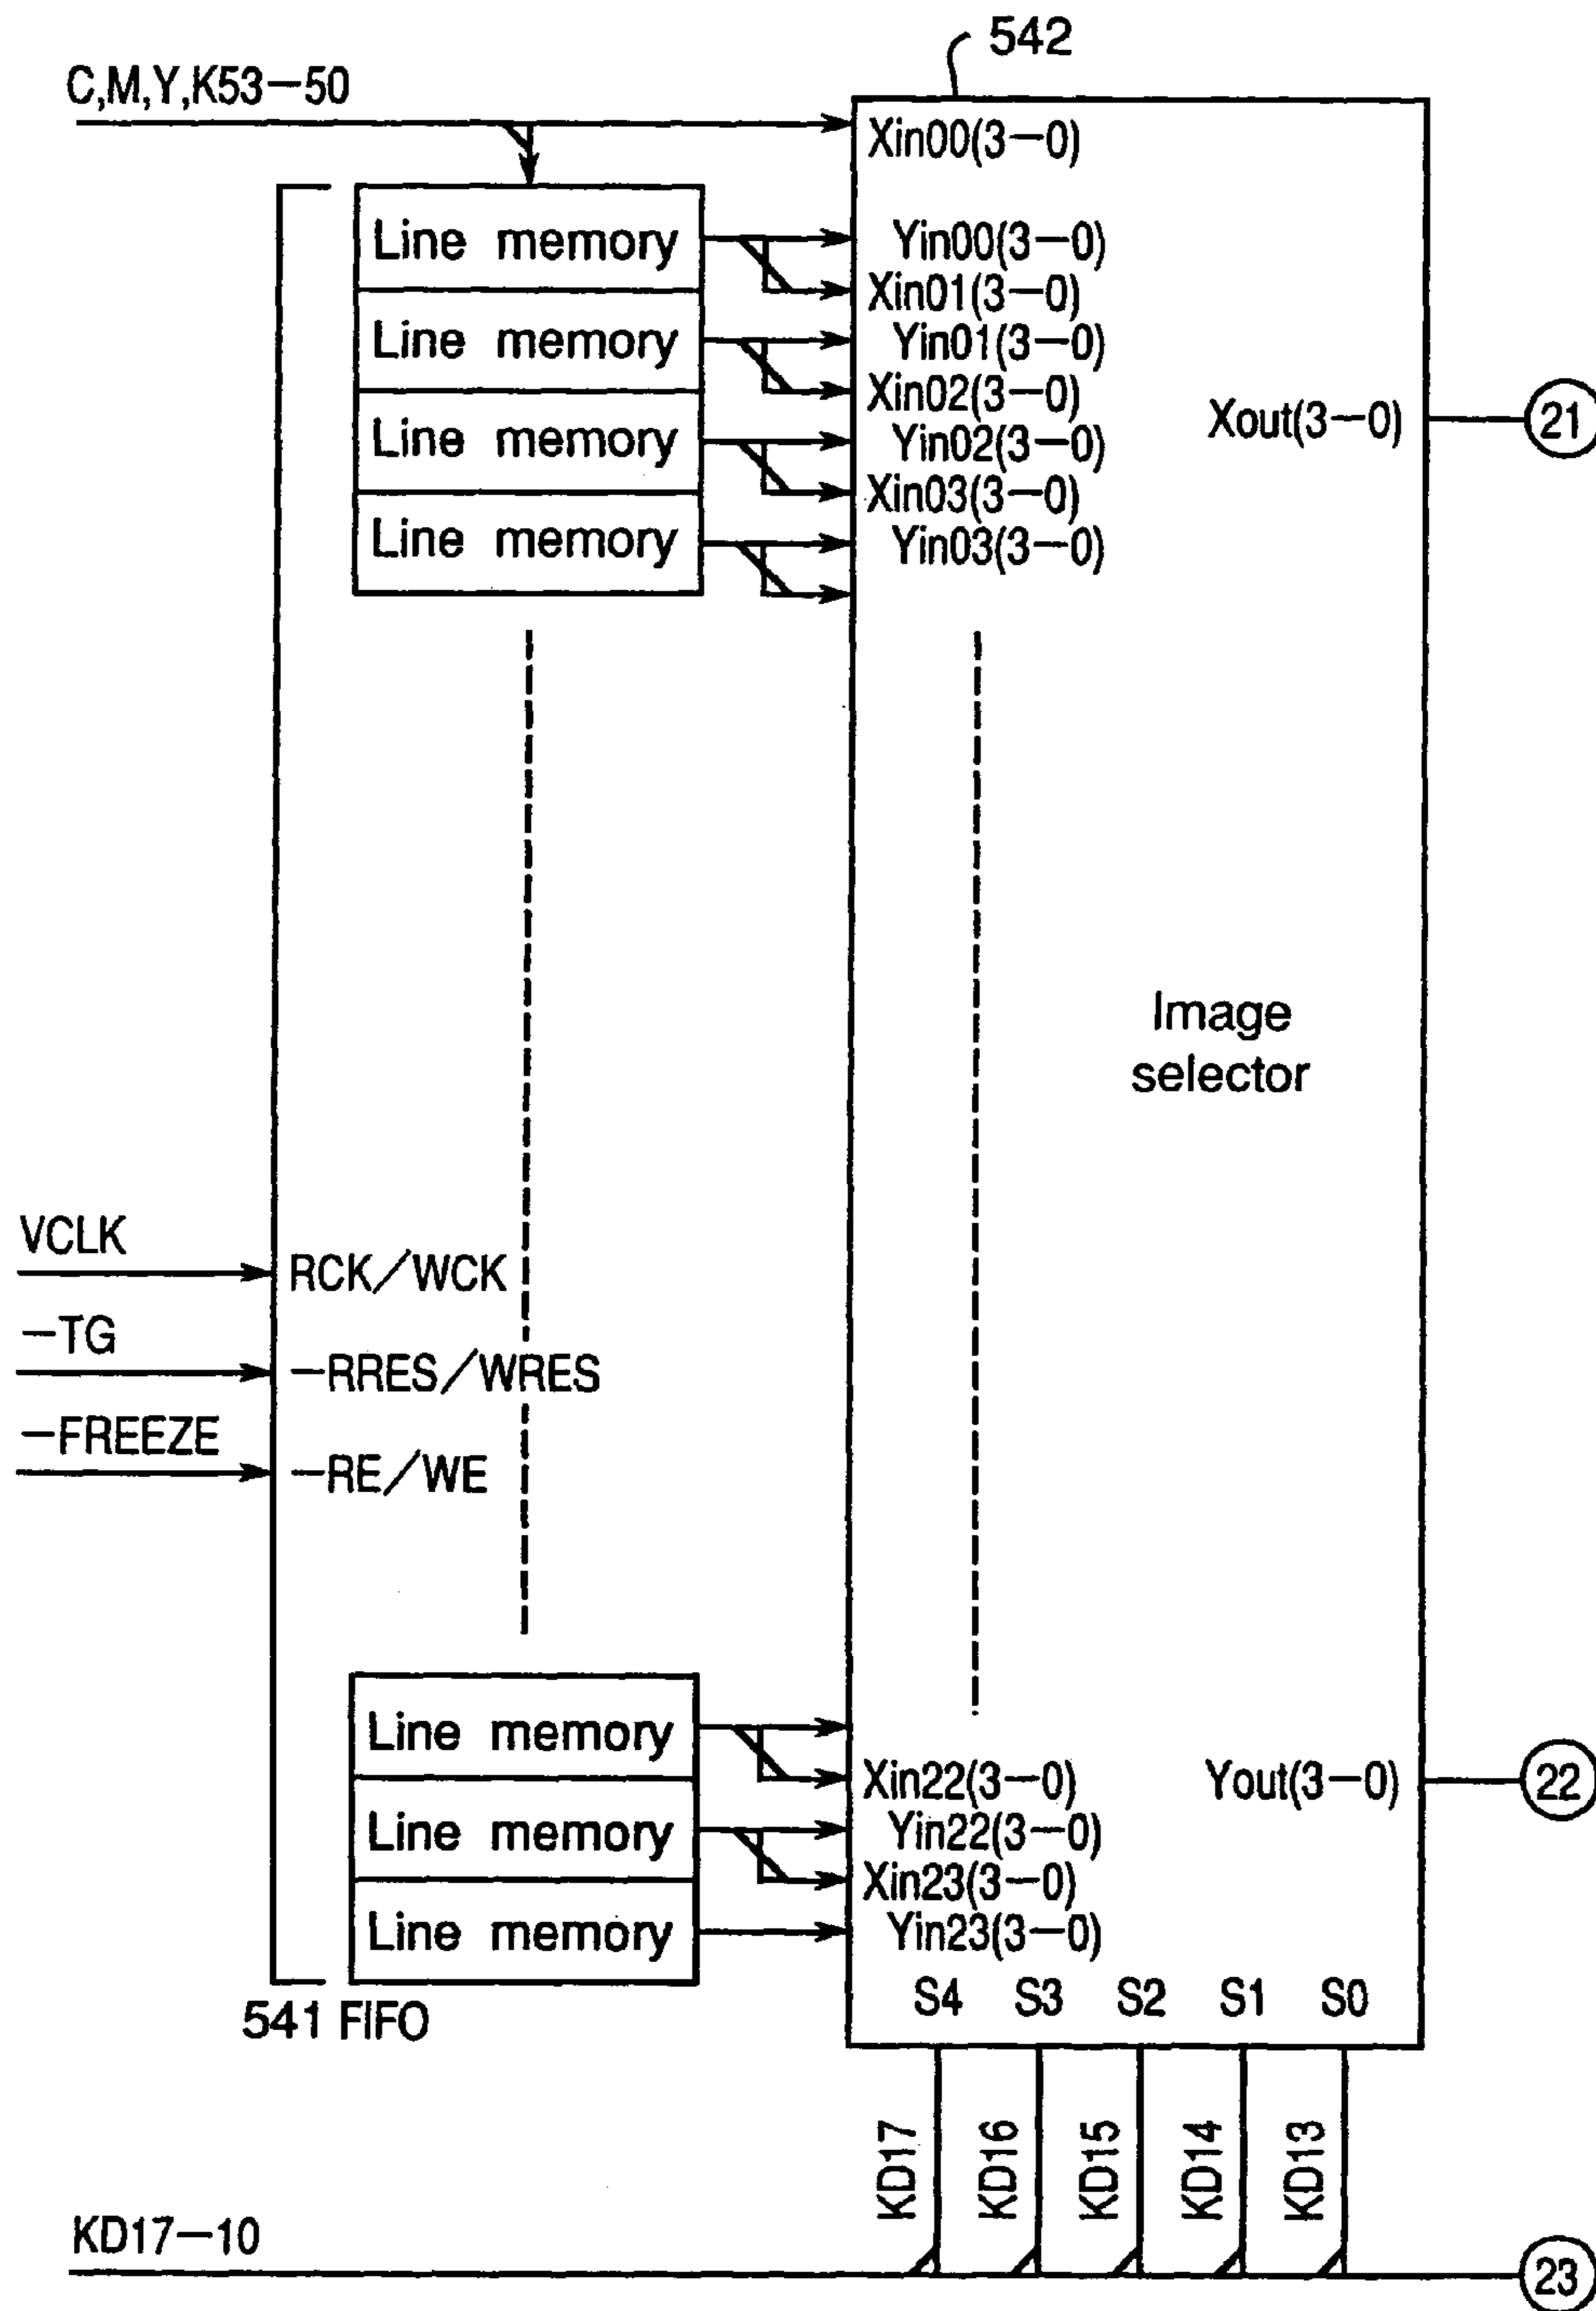 542
C,M,Y,K53—50
Xin00(3—0)
Line memory
Yin00(3—0)
Xin01(3—0)
Line memory
Yin01(3—0)
Xin02(3—0)
Line memory
Yin02(3—0)
Xin03(3—0)
Line memory
Yin03(3—0)
Xout(3—0)
21
Image
selector
VCLK
RCK/WCK
—TG
—RRES/WRES
—FREEZE
—RE/WE
Line memory
Xin22(3—0)
Line memory
Yin22(3—0)
Xin23(3—0)
Line memory
Yin23(3—0)
Yout(3—0)
22
S4 S3 S2 S1 S0
541 FIFO
KD17
KD16
KD15
KD14
KD13
KD17—10
23